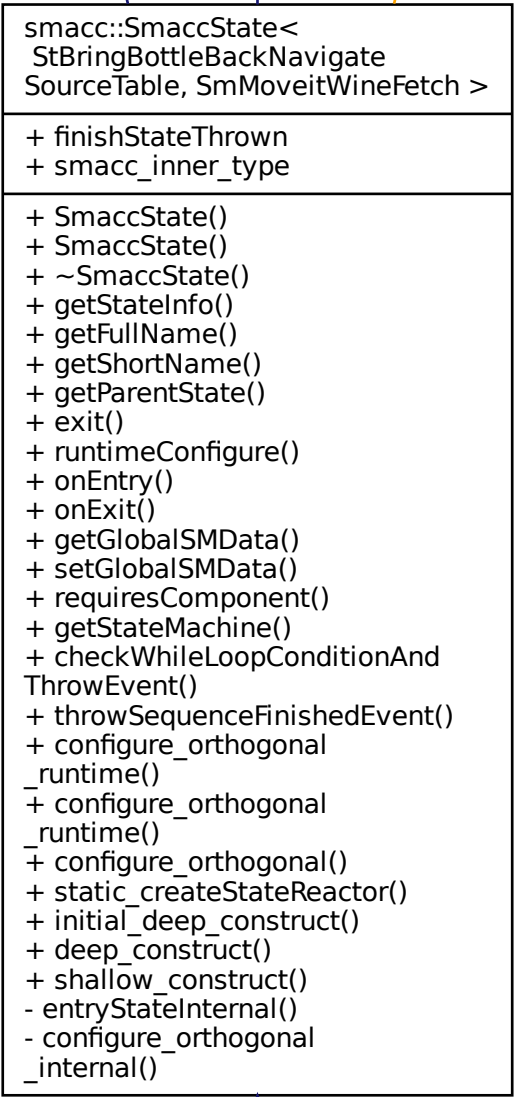 smacc::SmaccState<
StBringBottleBackNavigate
SourceTable, SmMoveitWineFetch >
+ finishStateThrown
+ smacc_inner_type
+ SmaccState()
+ SmaccState()
+ ~SmaccState()
+ getStateInfo()
+ getFullName()
+ getShortName()
+ getParentState()
+ exit()
+ runtimeConfigure()
+ onEntry()
+ onExit()
+ getGlobalSMData()
+ setGlobalSMData()
+ requiresComponent()
+ getStateMachine()
+ checkWhileLoopConditionAnd
ThrowEvent()
+ throwSequenceFinishedEvent()
+ configure_orthogonal
_runtime()
+ configure_orthogonal
_runtime()
+ configure_orthogonal()
+ static_createStateReactor()
+ initial_deep_construct()
+ deep_construct()
+ shallow_construct()
- entryStateInternal()
- configure_orthogonal
_internal()